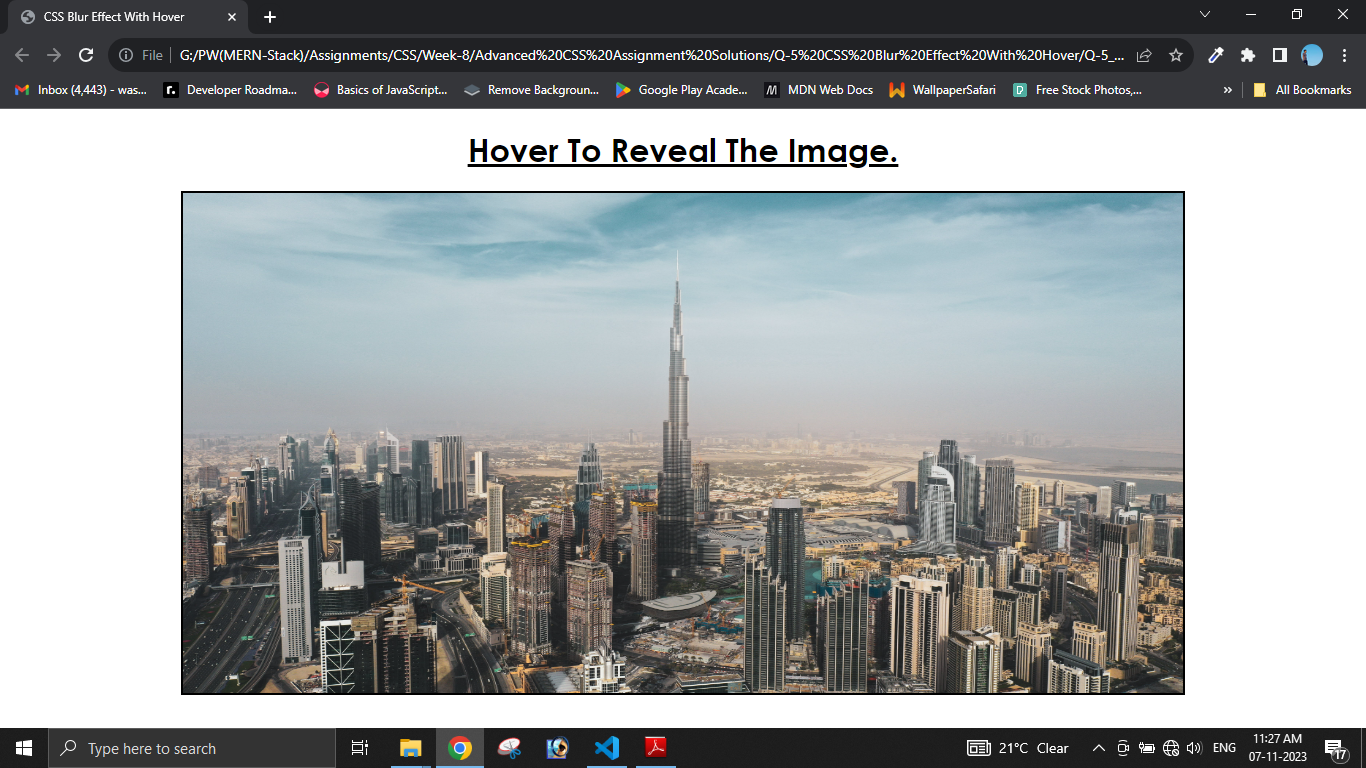 CSS Blur Effect With Hover
File
G:/PW(MERN-Stack)/Assignments/CSS/Week-8/Advanced%20CSS%20Assignment%20Solutions/Q-5%20CSS%20Blur%20Effect%20With%20Hover/Q-5_...
Inbox (4,443) - was... Developer Roadma... Basics of JavaScript... Remove Backgroun... Google Play Acade... MDN Web Docs WallpaperSafari Free Stock Photos,... » All Bookmarks
Hover To Reveal The Image.
Type here to search
21°C Clear
ENG
11:27 AM
07-11-2023
17